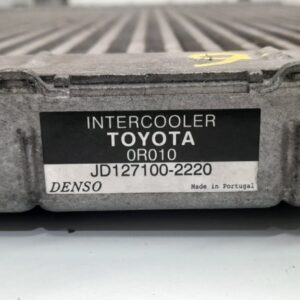 INTERCOOLER
TOYOTA
0R010
JD127100-2220
DENSO Made in Portugal